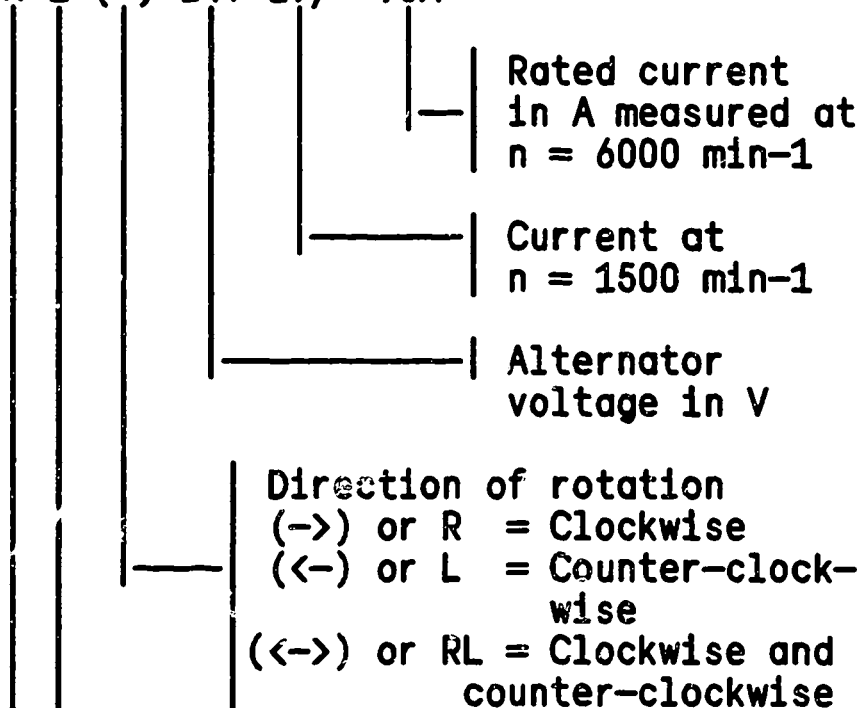 Rated current
in A measured at
n = 6000 min-1
Current at
n = 1500 min-1
Alternator
voltage in V
Direction of rotation
(->) or R = Clockwise
(<-) or L = Counter-clock-
wise
(<->) or RL = Clockwise and
counter-clockwise